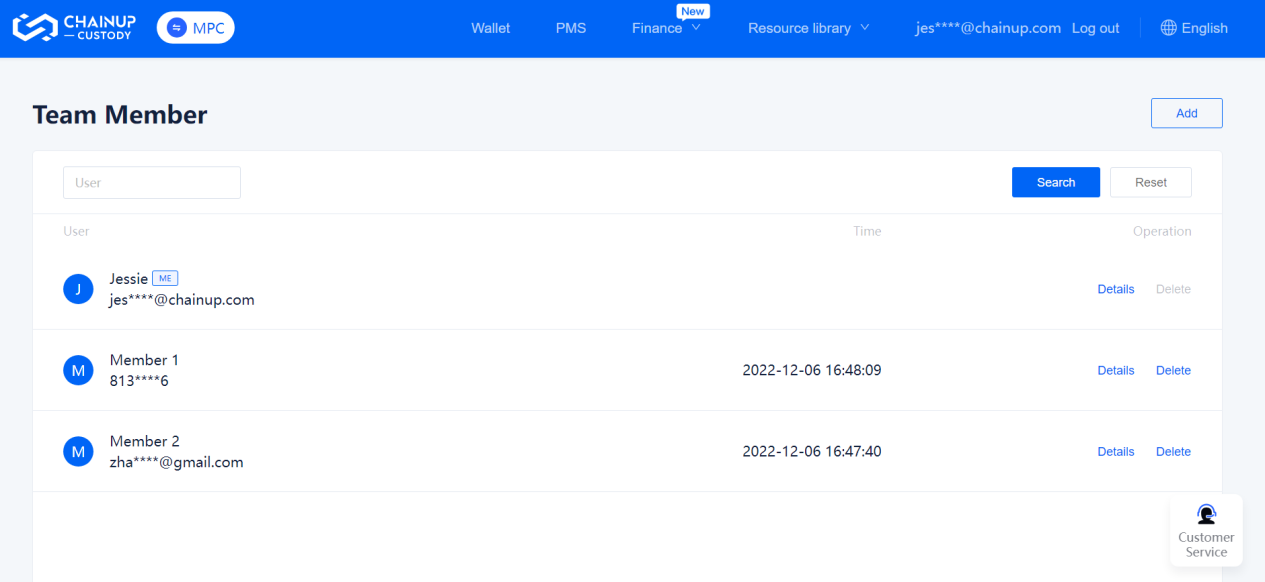 CHAINUP
CUSTODY
MPC
Wallet
PMS
Finance
New
Resource library
jes****@chainup.com
Log out
English
Team Member
Add
User
Search
Reset
User
Time
Operation
J
Jessie ME
jes****@chainup.com
Details
Delete
M
Member 1
813****6
2022-12-06 16:48:09
Details
Delete
M
Member 2
zha****@gmail.com
2022-12-06 16:47:40
Details
Delete
Customer
Service